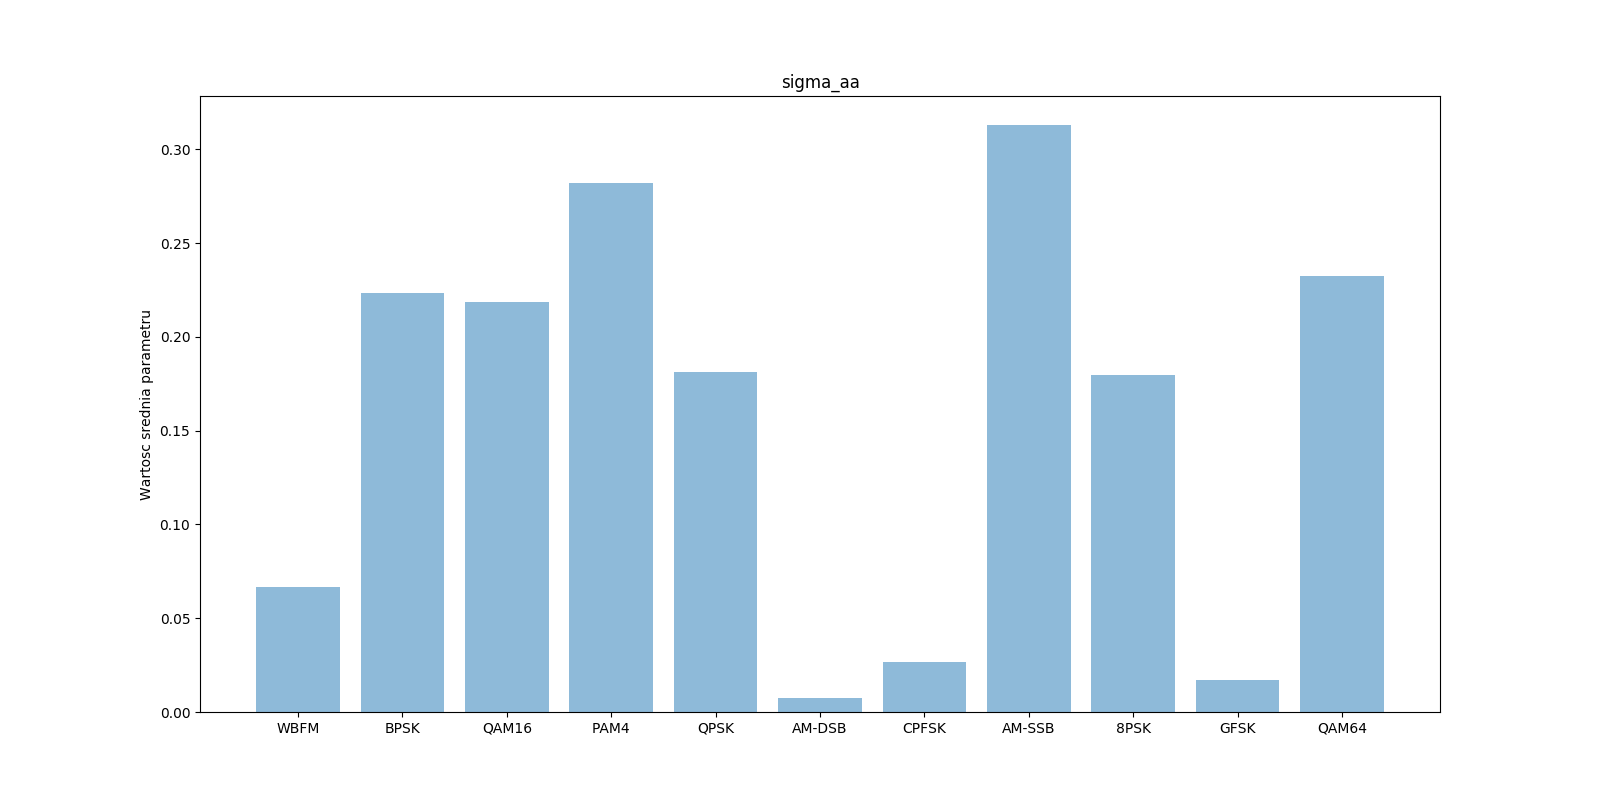 sigma_aa
Wartosc srednia parametru
0.30
0.25
0.20
0.15
0.10
0.05
0.00
WBFM BPSK QAM16 PAM4 QPSK AM-DSB CPFSK AM-SSB 8PSK GFSK QAM64